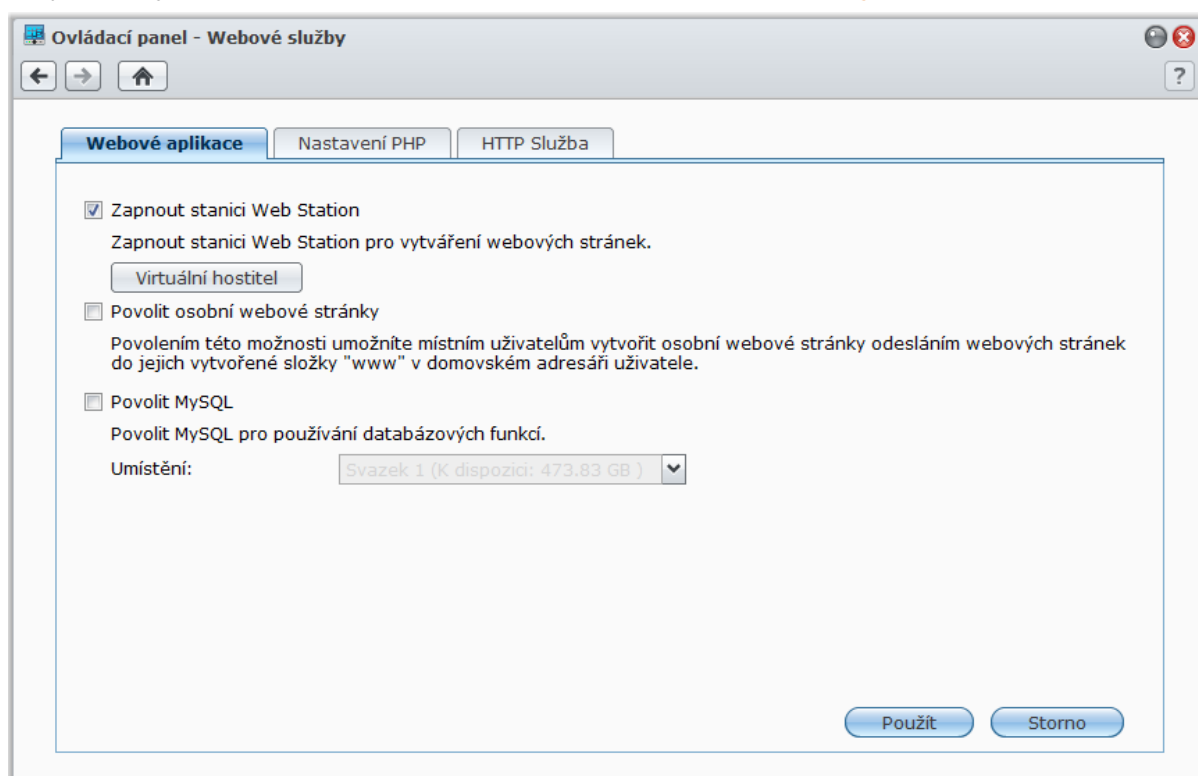 Ovládací panel - Webové služby
?
Webové aplikace
Nastavení PHP
HTTP Služba
Zapnout stanici Web Station
Zapnout stanici Web Station pro vytváření webových stránek.
Virtuální hostitel
Povolit osobní webové stránky
Povolením této možnosti umožníte místním uživatelům vytvořit osobní webové stránky odesláním webových stránek
do jejich vytvořené složky "www" v domovském adresáři uživatele.
Povolit MySQL
Povolit MySQL pro používání databázových funkcí.
Umístění:
Svazek 1 (K dispozici: 473.83 GB )
Použít
Storno